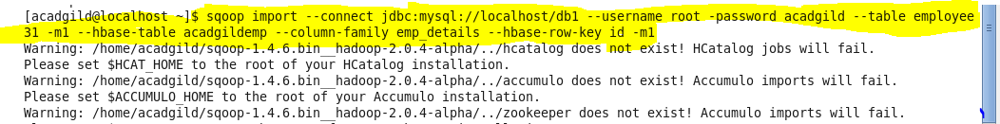 [acadgild@localhost ~]$ sqoop import --connect jdbc:mysql://localhost/db1 --username root -password acadgild --table employee
31 -m1 --hbase-table acadgildemp --column-family emp_details --hbase-row-key id -m1
Warning: /home/acadgild/sqoop-1.4.6.bin__hadoop-2.0.4-alpha/../hcatalog does not exist! HCatalog jobs will fail.
Please set $HCAT_HOME to the root of your HCatalog installation.
Warning: /home/acadgild/sqoop-1.4.6.bin__hadoop-2.0.4-alpha/../accumulo does not exist! Accumulo imports will fail.
Please set $ACCUMULO_HOME to the root of your Accumulo installation.
Warning: /home/acadgild/sqoop-1.4.6.bin__hadoop-2.0.4-alpha/../zookeeper does not exist! Accumulo imports will fail.